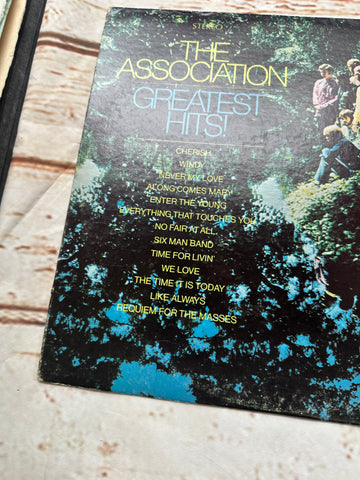 STEREO
THE
ASSOCIATION
GREATEST
HITS!
CHERISH
WINDY
NEVER MY LOVE
ALONG COMES MARY
ENTER THE YOUNG
EVERYTHING THAT TOUCHES YOU
NO FAIR AT ALL
SIX MAN BAND
TIME FOR LIVIN'
WE LOVE
THE TIME IT IS TODAY
LIKE ALWAYS
REQUIEM FOR THE MASSES